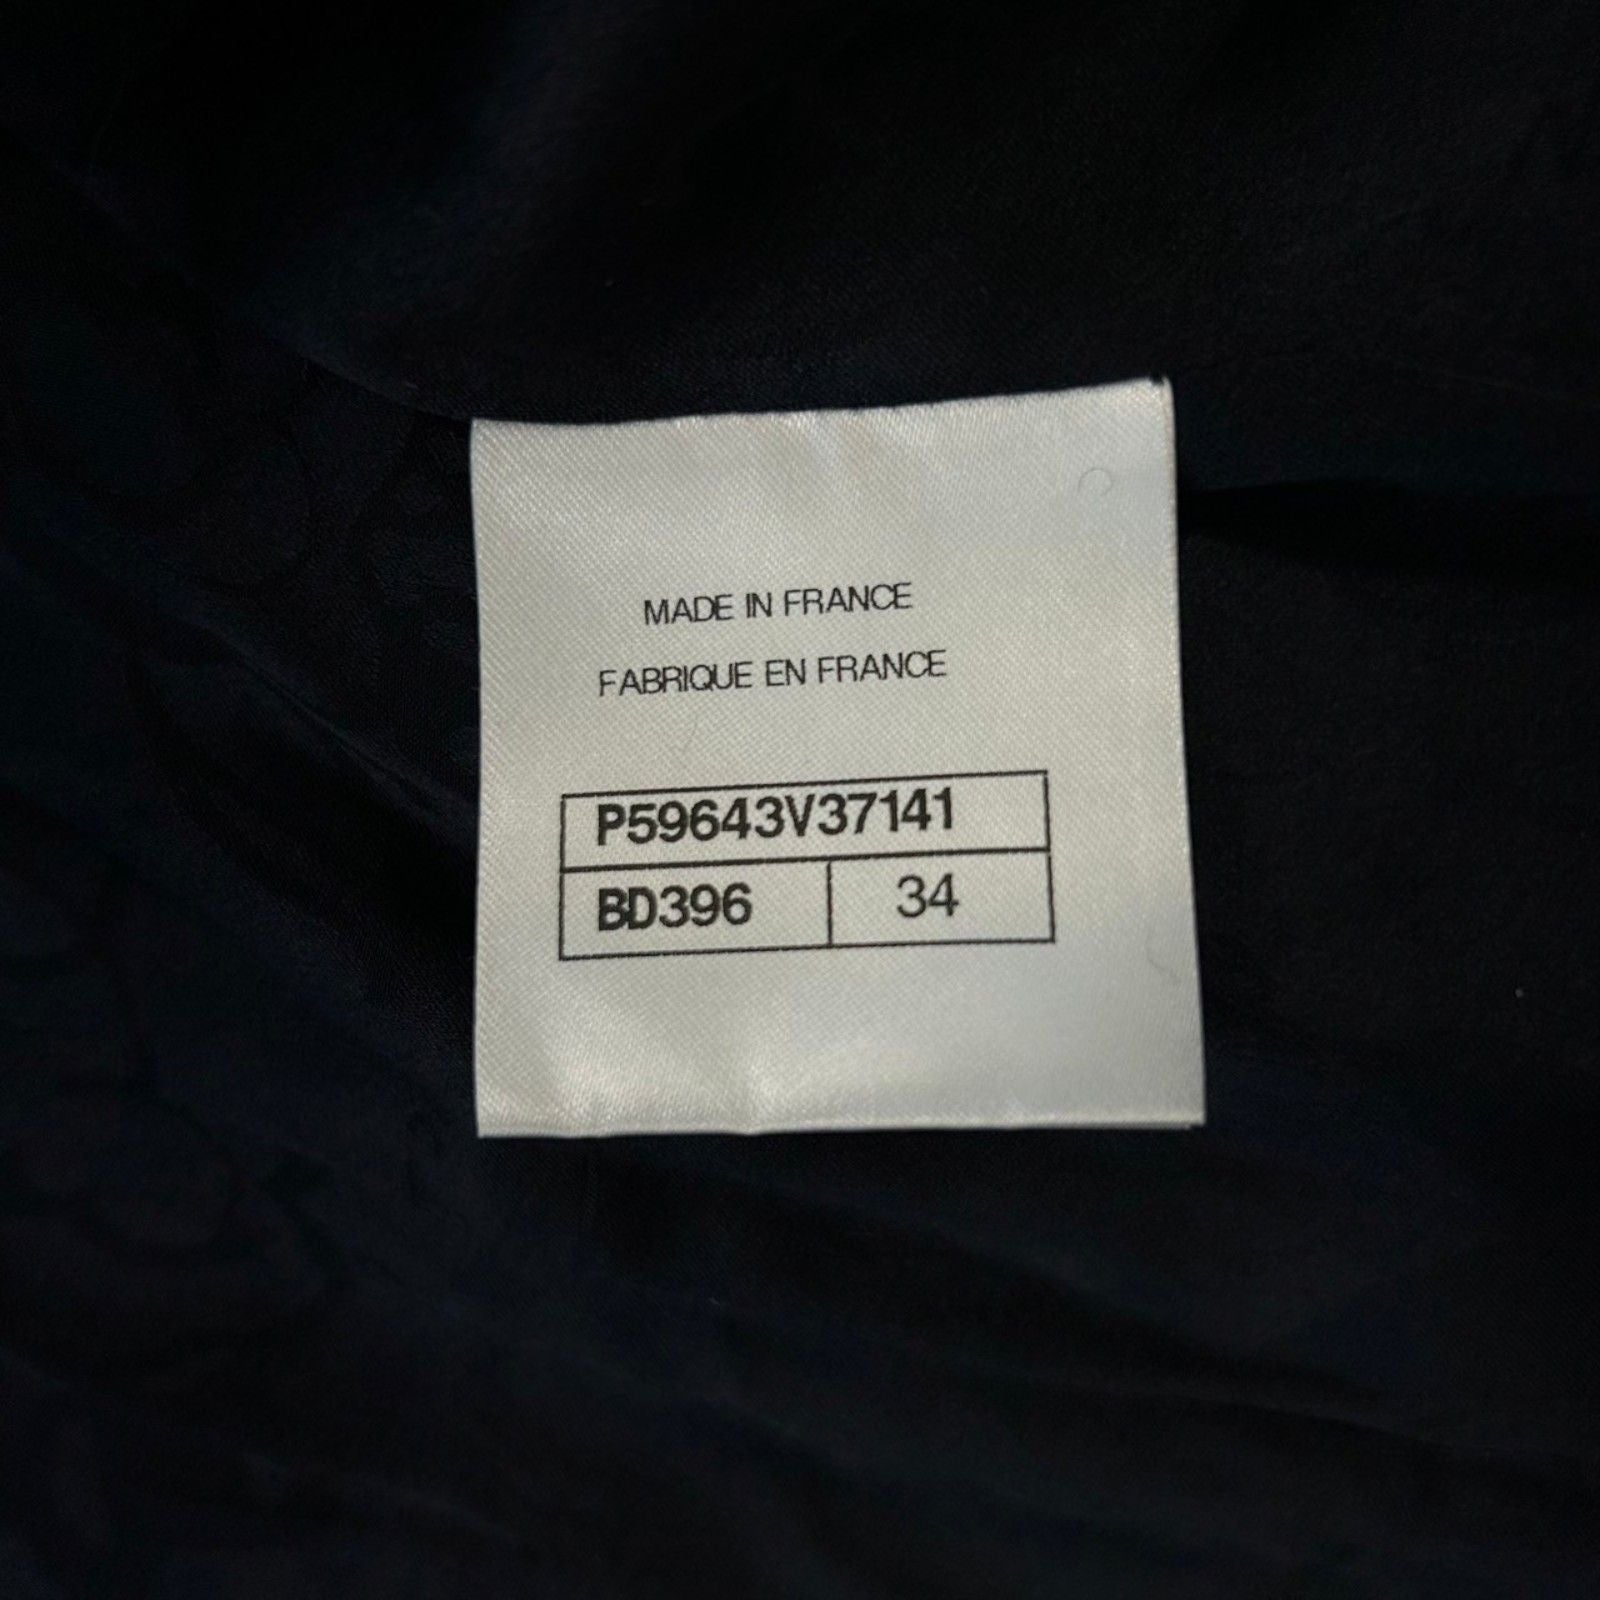 MADE IN FRANCE
FABRIQUE EN FRANCE
P59643V37141
BD396 34